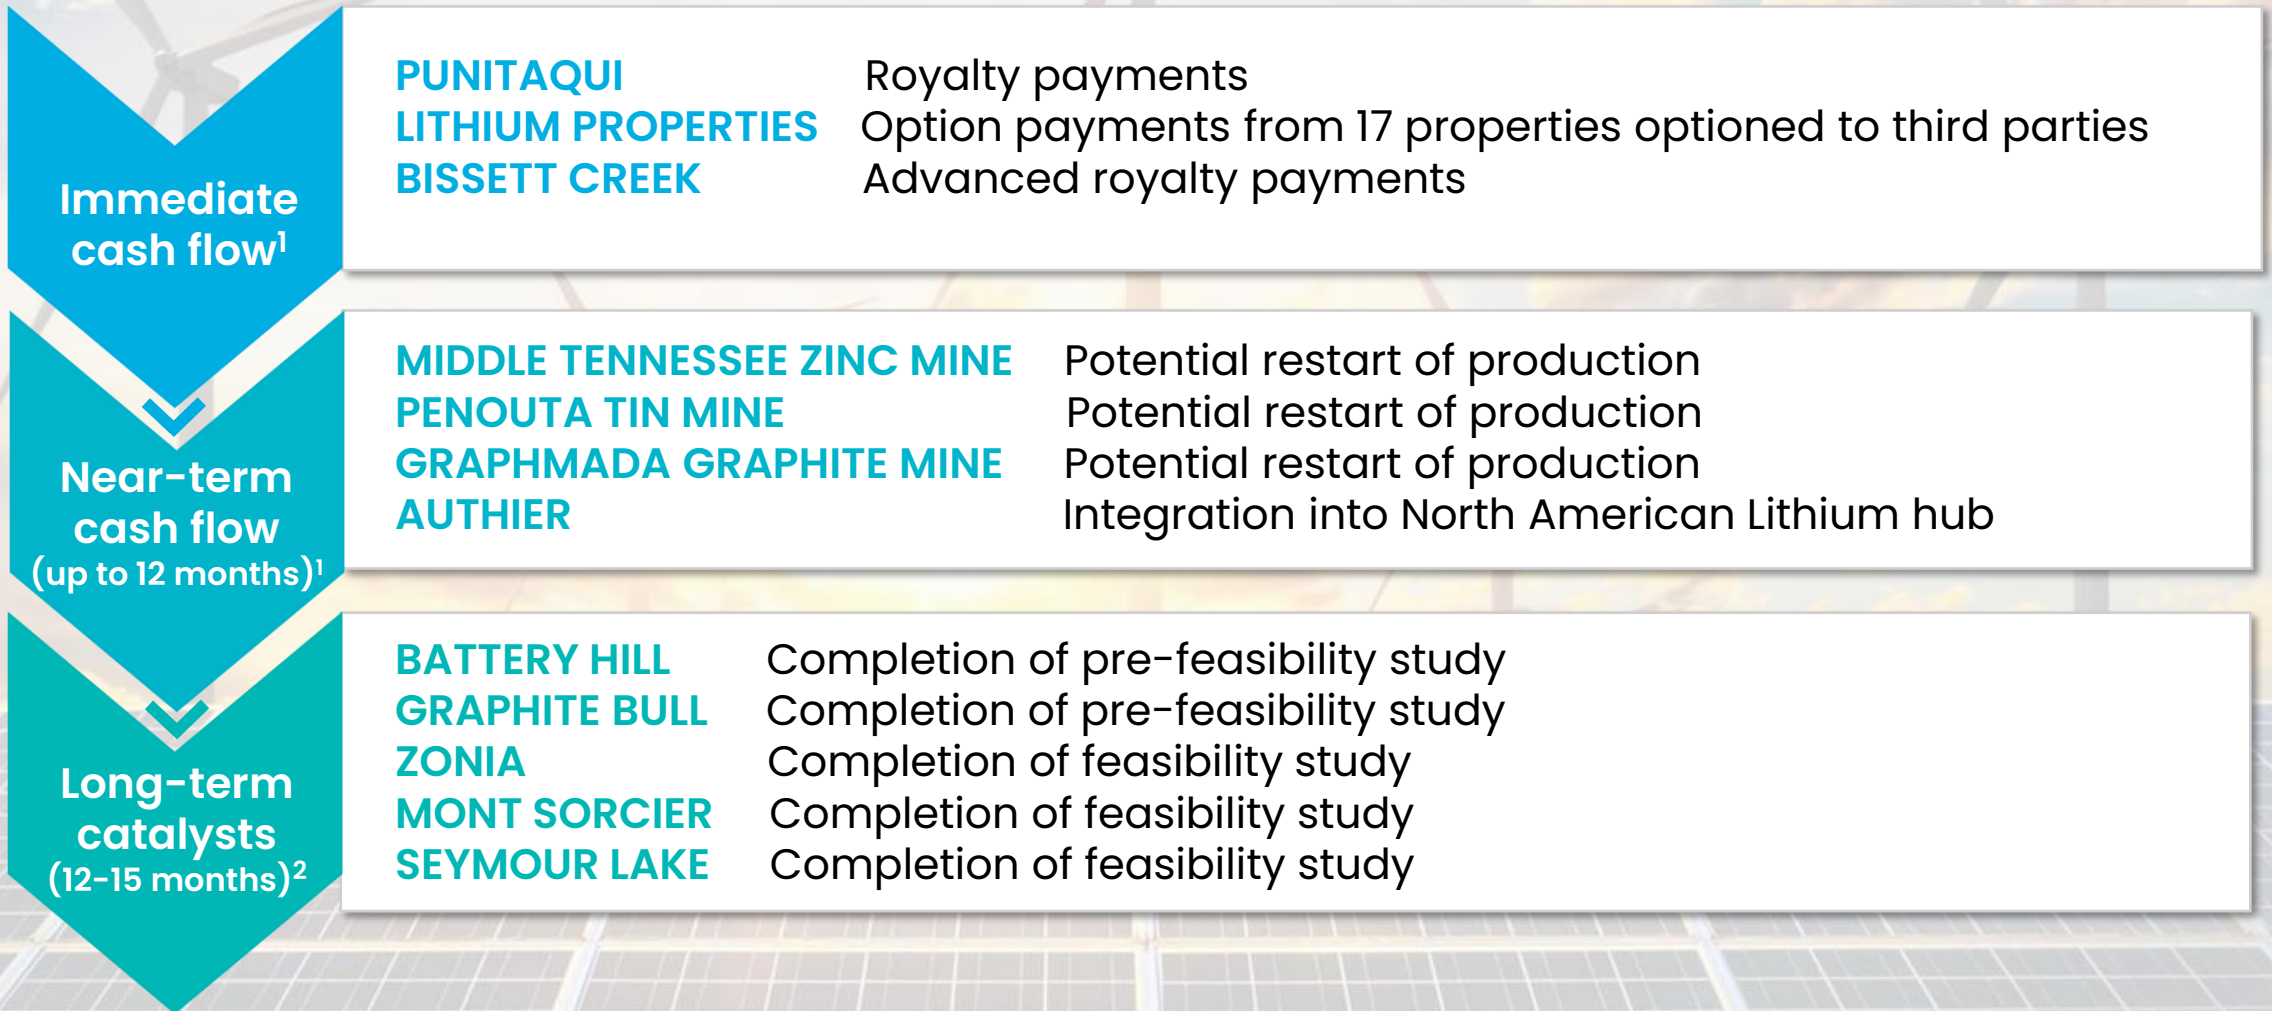 Immediate
cash flow¹
PUNITAQUI Royalty payments
LITHIUM PROPERTIES Option payments from 17 properties optioned to third parties
BISSETT CREEK Advanced royalty payments
Near-term
cash flow
(up to 12 months)¹
MIDDLE TENNESSEE ZINC MINE Potential restart of production
PENOUTA TIN MINE Potential restart of production
GRAPHMADA GRAPHITE MINE Potential restart of production
AUTHIER Integration into North American Lithium hub
Long-term
catalysts
(12-15 months)²
BATTERY HILL Completion of pre-feasibility study
GRAPHITE BULL Completion of pre-feasibility study
ZONIA Completion of feasibility study
MONT SORCIER Completion of feasibility study
SEYMOUR LAKE Completion of feasibility study